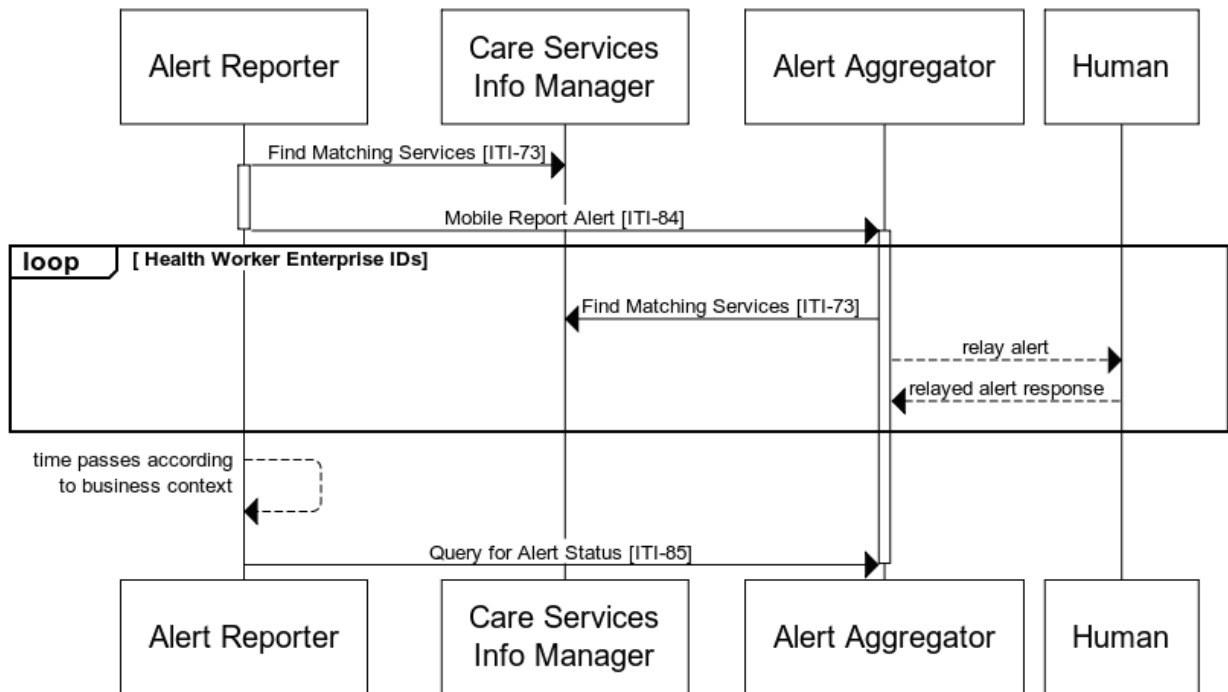 Alert Reporter
Care Services
Info Manager
Alert Aggregator
Human
Find Matching Services [ITI-73]
Mobile Report Alert [ITI-84]
loop
[ Health Worker Enterprise IDs]
Find Matching Services [ITI-73]
relay alert
relayed alert response
time passes according
to business context
Query for Alert Status [ITI-85]
Alert Reporter
Care Services
Info Manager
Alert Aggregator
Human